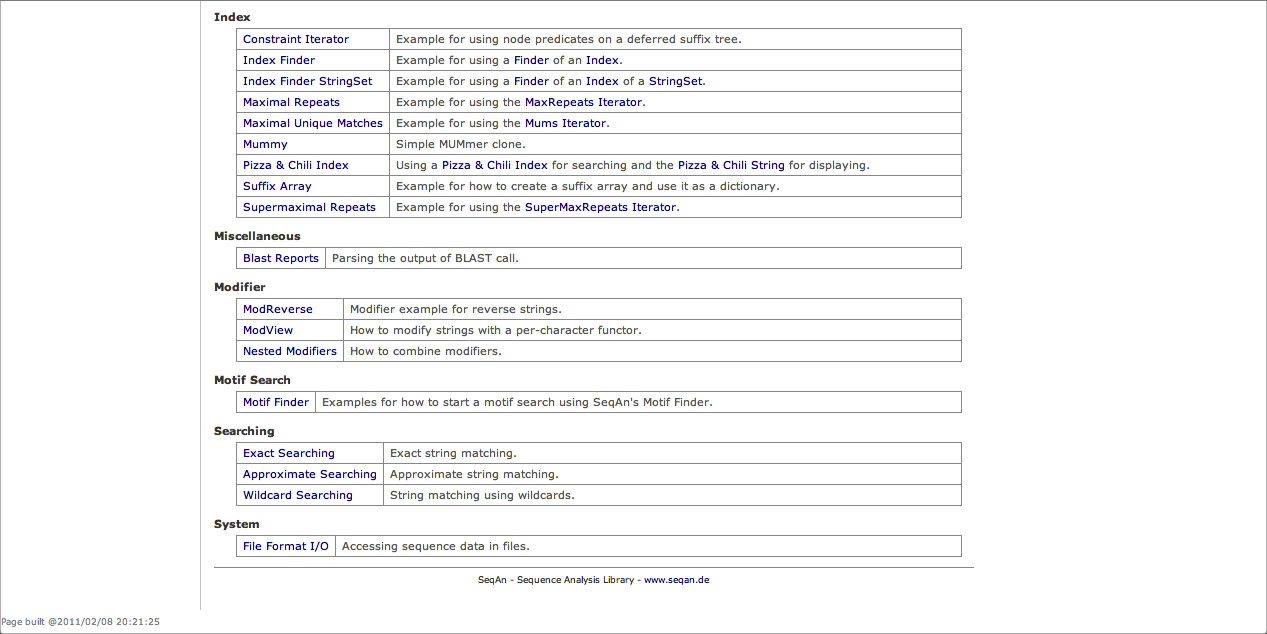 Index
Constraint Iterator Example for using node predicates on a deferred suffix tree.
Index Finder Example for using a Finder of an Index.
Index Finder StringSet Example for using a Finder of an Index of a StringSet.
Maximal Repeats Example for using the MaxRepeats Iterator.
Maximal Unique Matches Example for using the Mums Iterator.
Mummy Simple MUMmer clone.
Pizza & Chili Index Using a Pizza & Chili Index for searching and the Pizza & Chili String for displaying.
Suffix Array Example for how to create a suffix array and use it as a dictionary.
Supermaximal Repeats Example for using the SuperMaxRepeats Iterator.
Miscellaneous
Blast Reports Parsing the output of BLAST call.
Modifier
ModReverse Modifier example for reverse strings.
ModView How to modify strings with a per-character functor.
Nested Modifiers How to combine modifiers.
Motif Search
Motif Finder Examples for how to start a motif search using SeqAn's Motif Finder.
Searching
Exact Searching Exact string matching.
Approximate Searching Approximate string matching.
Wildcard Searching String matching using wildcards.
System
File Format I/O Accessing sequence data in files.
SeqAn - Sequence Analysis Library - www.seqan.de
Page built @2011/02/08 20:21:25